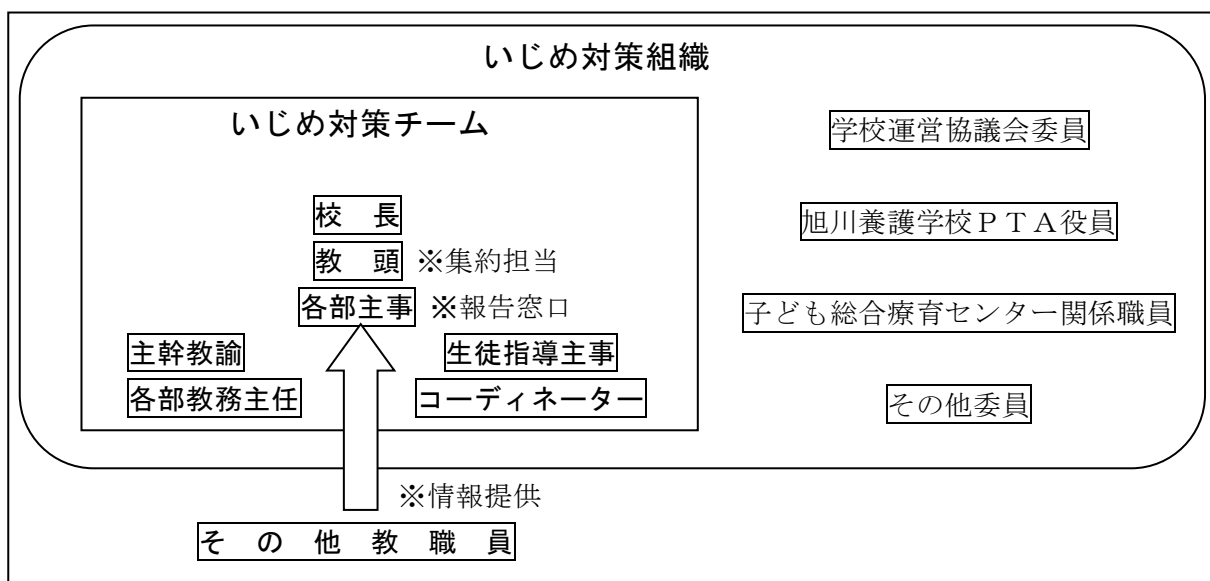 いじめ対策組織
いじめ対策チーム
校　長
教　頭 ※集約担当
各部主事 ※報告窓口
主幹教諭 生徒指導主事
各部教務主任 コーディネーター
学校運営協議会委員
旭川養護学校ＰＴＡ役員
子ども総合療育センター関係職員
その他委員
※情報提供
そ　の　他　教　職　員